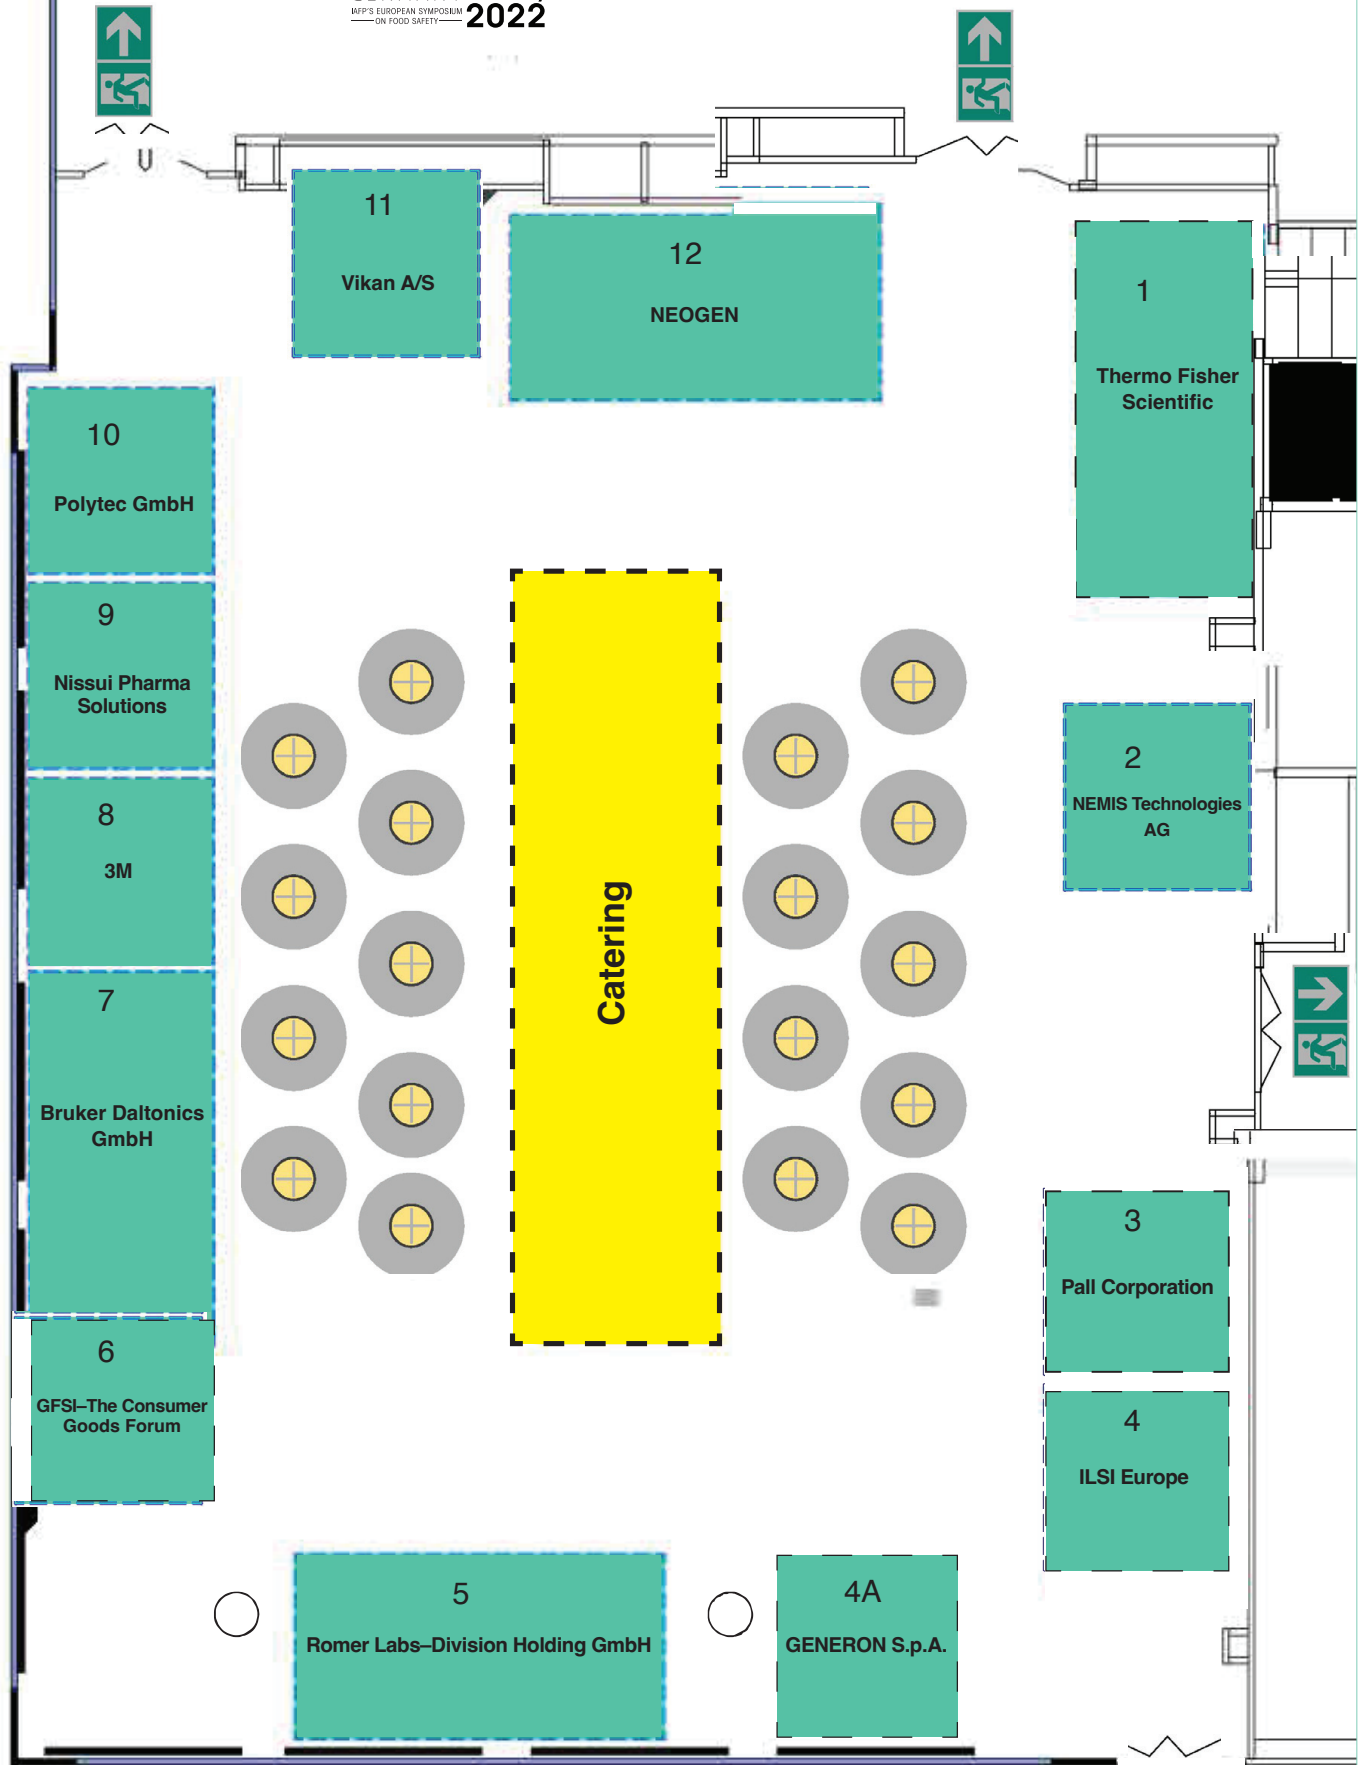 IAFP'S EUROPEAN SYMPOSIUM
ON FOOD SAFETY
2022
11
Vikan A/S
12
NEOGEN
1
Thermo Fisher
Scientific
10
Polytec GmbH
9
Nissui Pharma
Solutions
8
3M
7
Bruker Daltonics
GmbH
6
GFSI–The Consumer
Goods Forum
Catering
2
NEMIS Technologies
AG
3
Pall Corporation
4
ILSI Europe
5
Romer Labs–Division Holding GmbH
4A
GENERON S.p.A.